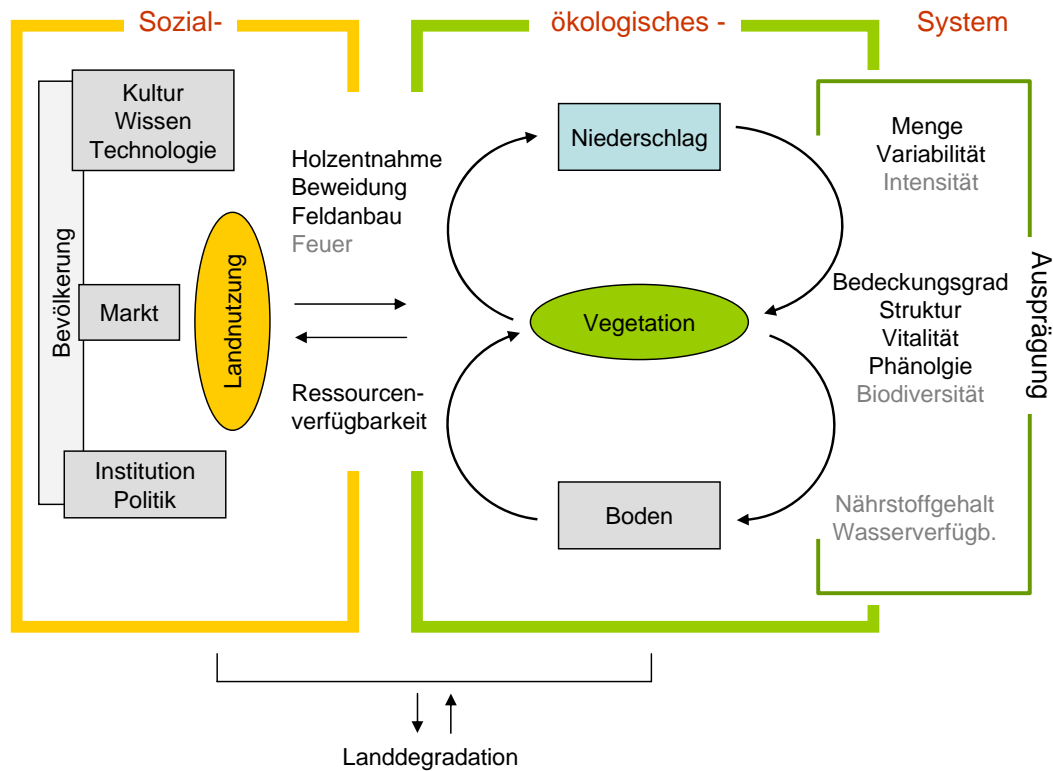 Sozial-
ökologisches -
System
Kultur
Wissen
Technologie
Bevölkerung
Markt
Institution
Politik
Landnutzung
Holzentnahme
Beweidung
Feldanbau
Feuer
Ressourcen-
verfügbarkeit
Niederschlag
Vegetation
Boden
Menge
Variabilität
Intensität
Bedeckungsgrad
Struktur
Vitalität
Phänolgie
Biodiversität
Nährstoffgehalt
Wasserverfügb.
Ausprägung
Landdegradation